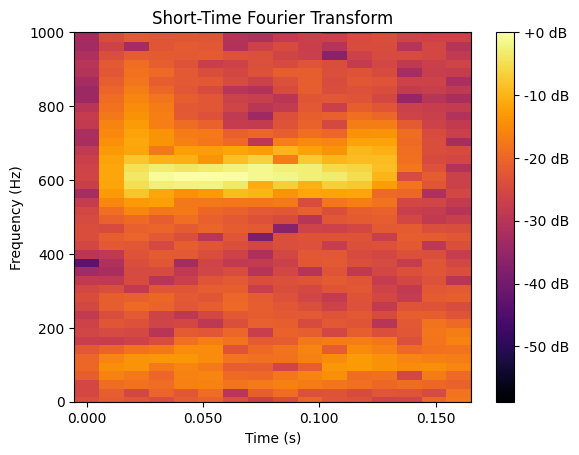 Short-Time Fourier Transform
Frequency (Hz)
1000
800
600
400
200
0
0.000
0.050
0.100
0.150
Time (s)
+0 dB
-10 dB
-20 dB
-30 dB
-40 dB
-50 dB